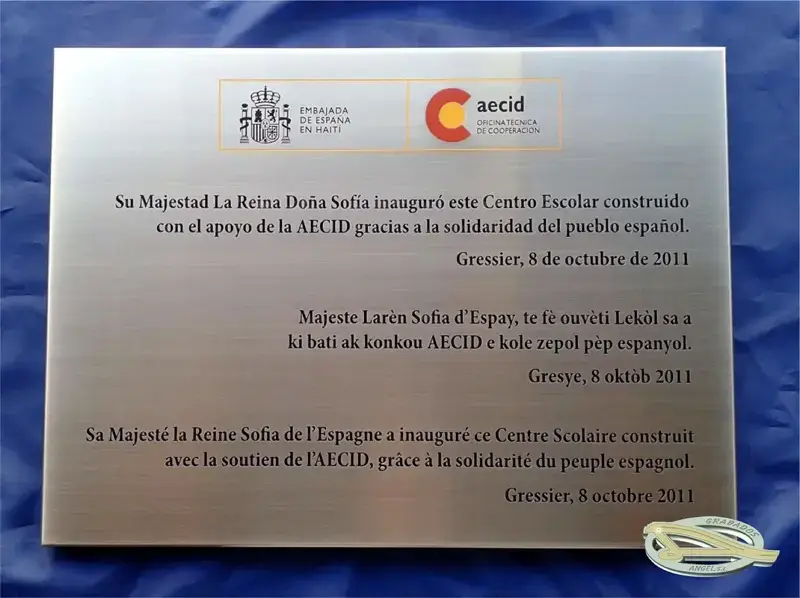 EMBAJADA
DE ESPAÑA
EN HAITÍ
aecid
OFICINA TÉCNICA
DE COOPERACIÓN
Su Majestad La Reina Doña Sofía inauguró este Centro Escolar construido
con el apoyo de la AECID gracias a la solidaridad del pueblo español.
Gressier, 8 de octubre de 2011
Majeste Larèn Sofia d'Espay, te fè ouvèti Lekòl sa a
ki bati ak konkou AECID e kole zepol pèp espanyol.
Gresye, 8 oktòb 2011
Sa Majesté la Reine Sofia de l'Espagne a inauguré ce Centre Scolaire construit
avec la soutien de l'AECID, grâce à la solidarité du peuple espagnol.
Gressier, 8 octobre 2011
GRABADOS
ANGEL, S.L.